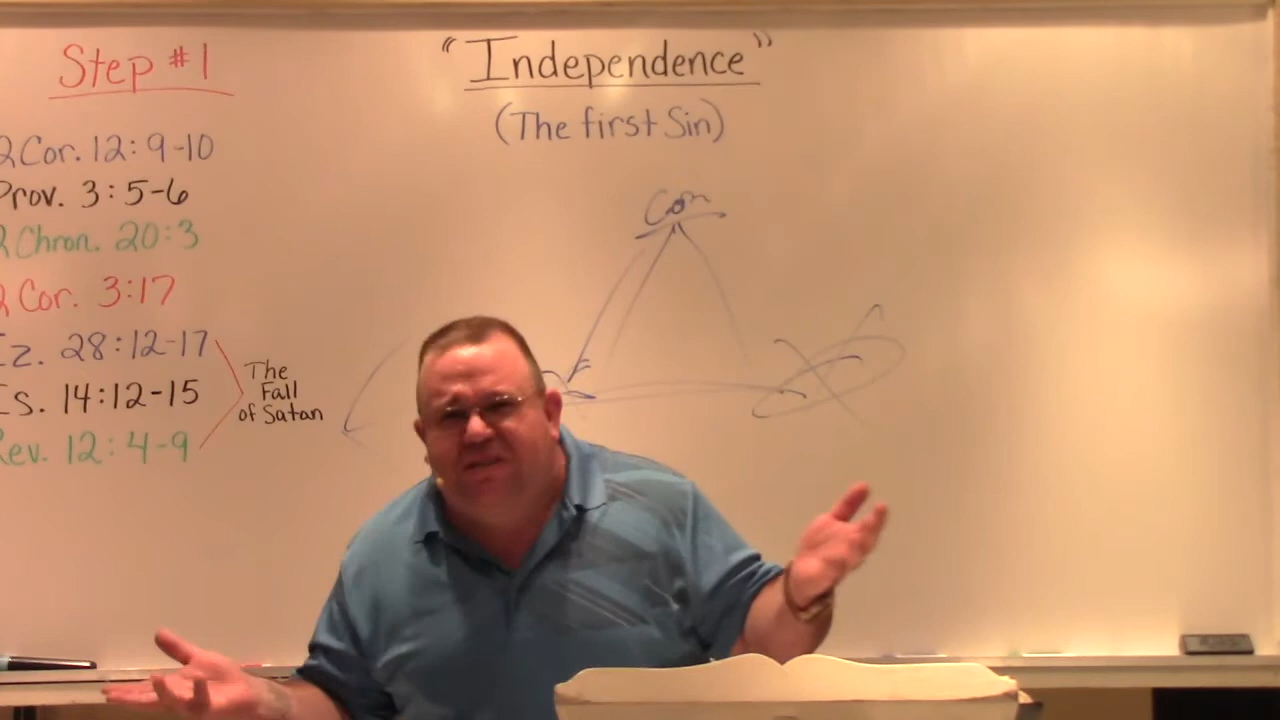 Step #1
"Independence"
(The first Sin)
2 Cor. 12:9-10
Prov. 3:5-6
2 Chron. 20:3
2 Cor. 3:17
Ez. 28:12-17
Is. 14:12-15
Rev. 12:4-9
The
Fall
of Satan